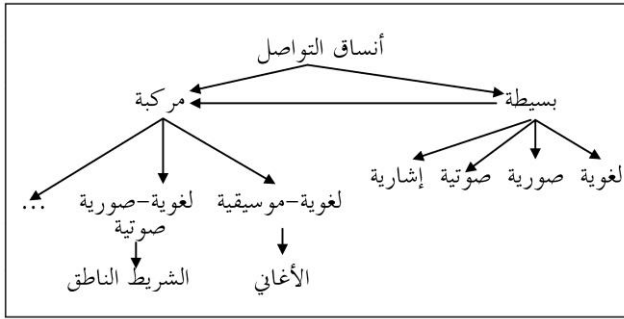 أنساق التواصل
بسيطة
مركبة
لغوية
صورية
صوتية
إشارية
لغوية-موسيقية
لغوية-صورية
صوتية
...
الأغاني
الشريط الناطق